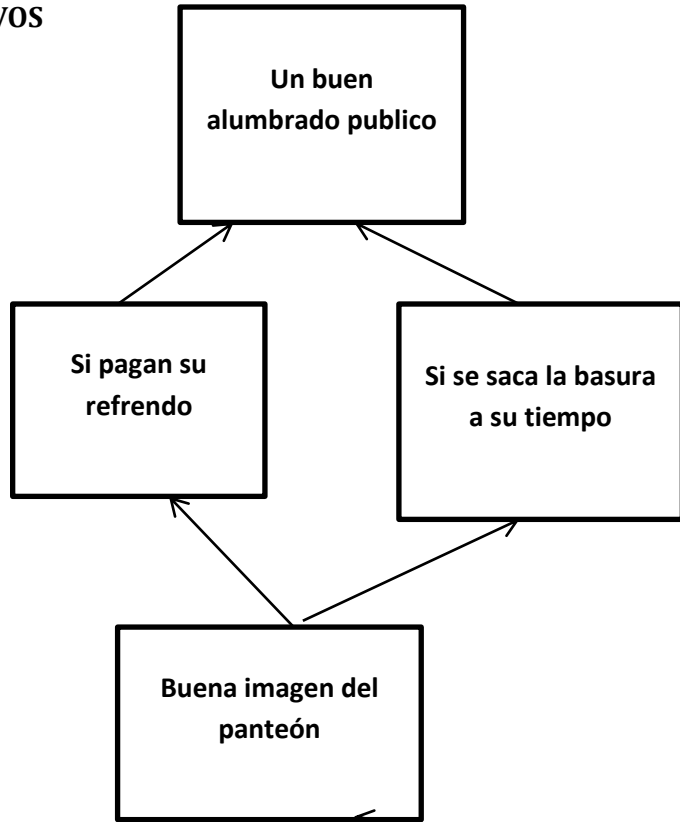 Un buen
alumbrado publico
Si pagan su
refrendo
Si se saca la basura
a su tiempo
Buena imagen del
panteón